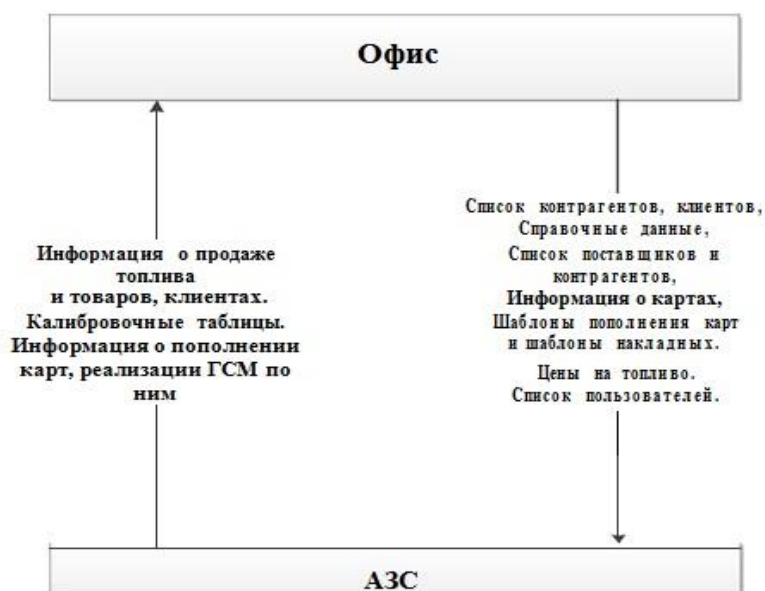 Офис
Информация о продаже
топлива
и товаров, клиентах.
Калибровочные таблицы.
Информация о пополнении
карт, реализации ГСМ по
ним
Список контрагентов, клиентов,
Справочные данные,
Список поставщиков и
контрагентов,
Информация о картах,
Шаблоны пополнения карт
и шаблоны накладных.
Цены на топливо.
Список пользователей.
АЗС